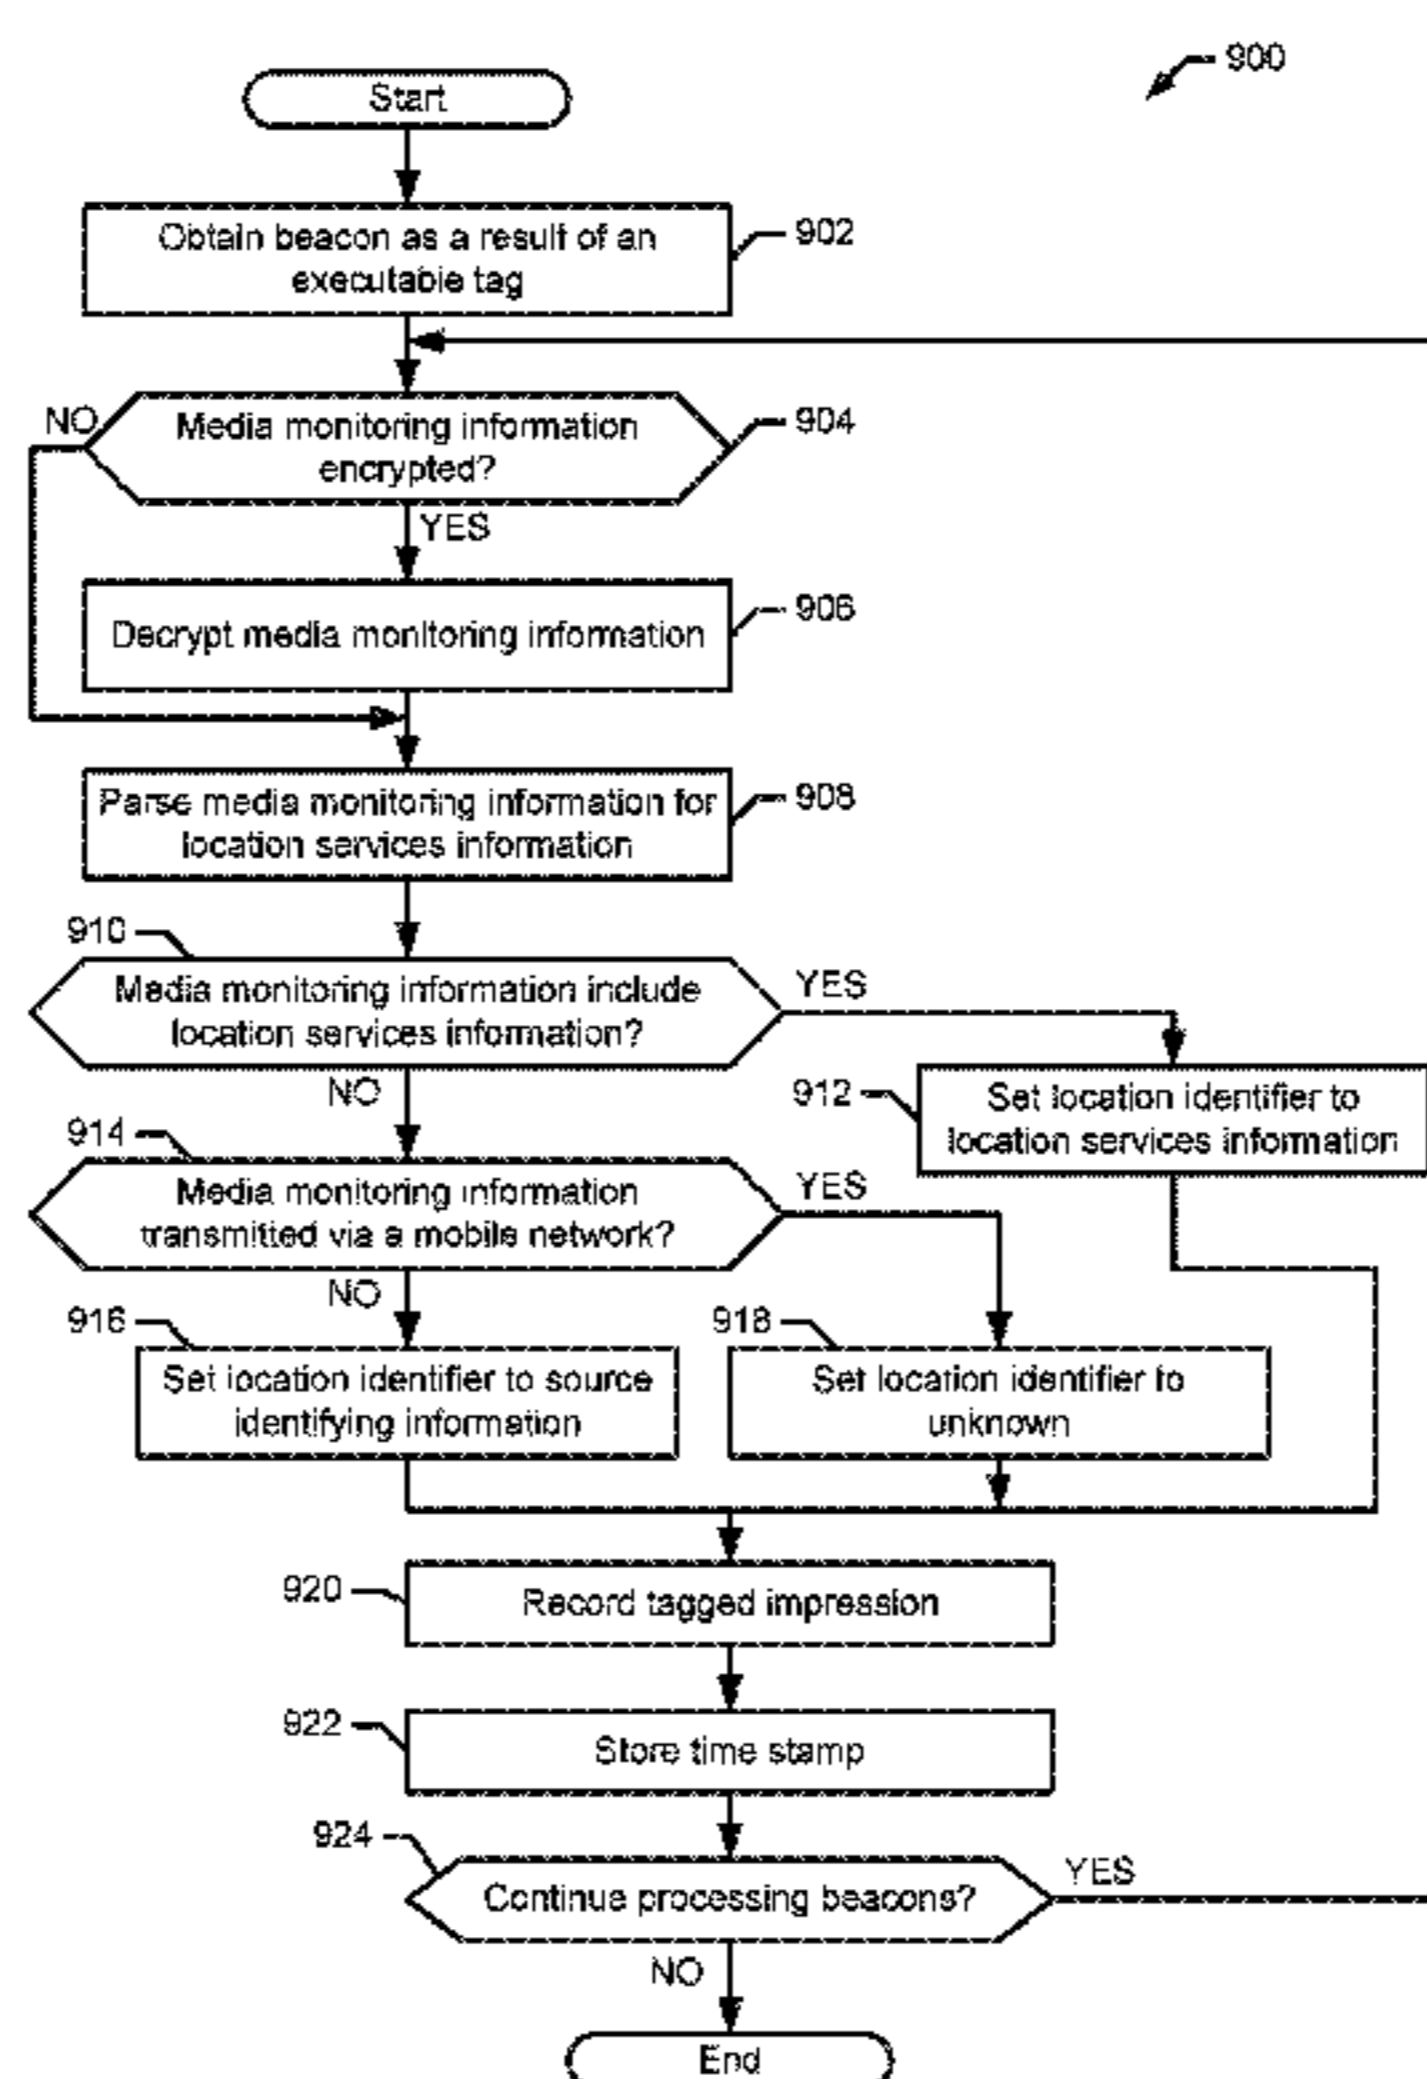 900
Start
Obtain beacon as a result of an
executable tag
902
NO
Media monitoring information
encrypted?
904
YES
Decrypt media monitoring information
906
Parse media monitoring information for
location services information
908
910
Media monitoring information include
location services information?
YES
NO
912
Set location identifier to
location services information
914
Media monitoring information
transmitted via a mobile network?
YES
NO
916
Set location identifier to source
identifying information
918
Set location identifier to
unknown
920
Record tagged impression
922
Store time stamp
924
Continue processing beacons?
YES
NO
End